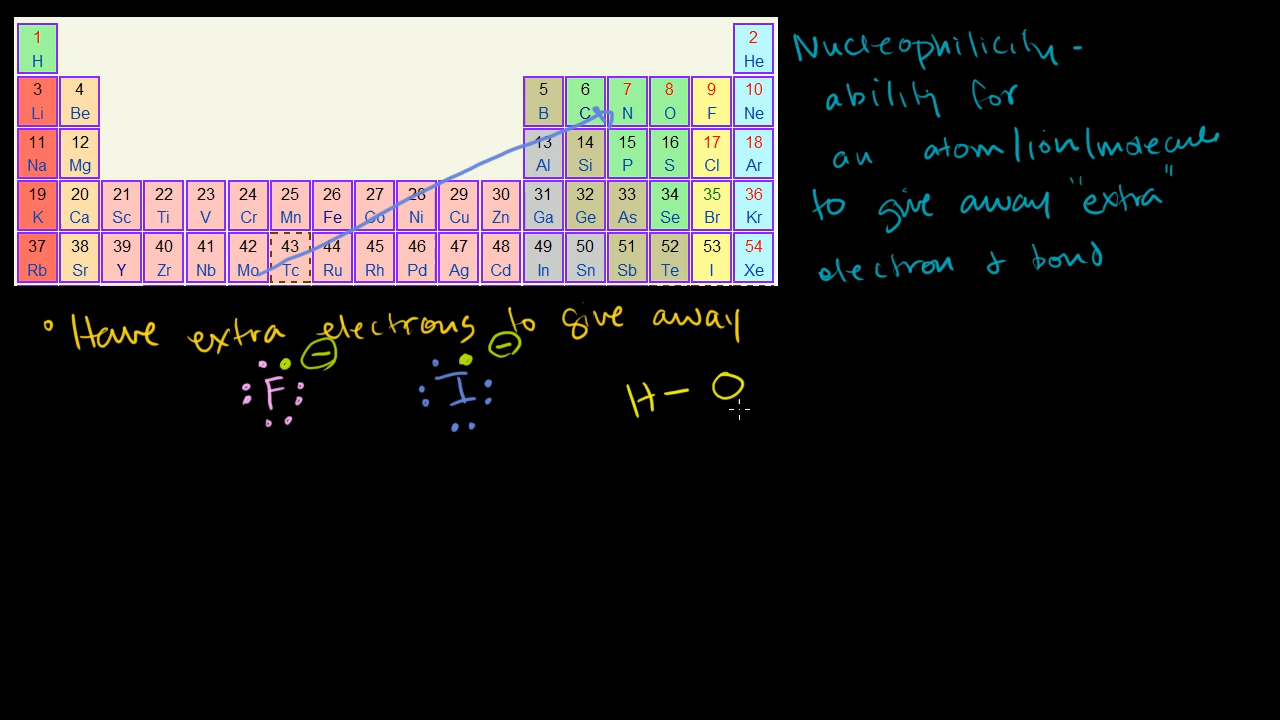 1 2
H He
3 4 5 6 7 8 9 10
Li Be B C N O F Ne
11 12 13 14 15 16 17 18
Na Mg Al Si P S Cl Ar
19 20 21 22 23 24 25 26 27 28 29 30 31 32 33 34 35 36
K Ca Sc Ti V Cr Mn Fe Co Ni Cu Zn Ga Ge As Se Br Kr
37 38 39 40 41 42 43 44 45 46 47 48 49 50 51 52 53 54
Rb Sr Y Zr Nb Mo Tc Ru Rh Pd Ag Cd In Sn Sb Te I Xe
Nucleophilicity -
ability for
an atom/ion/molecule
to give away "extra"
electron & bond
• Have extra electrons to give away
F − I − H - O